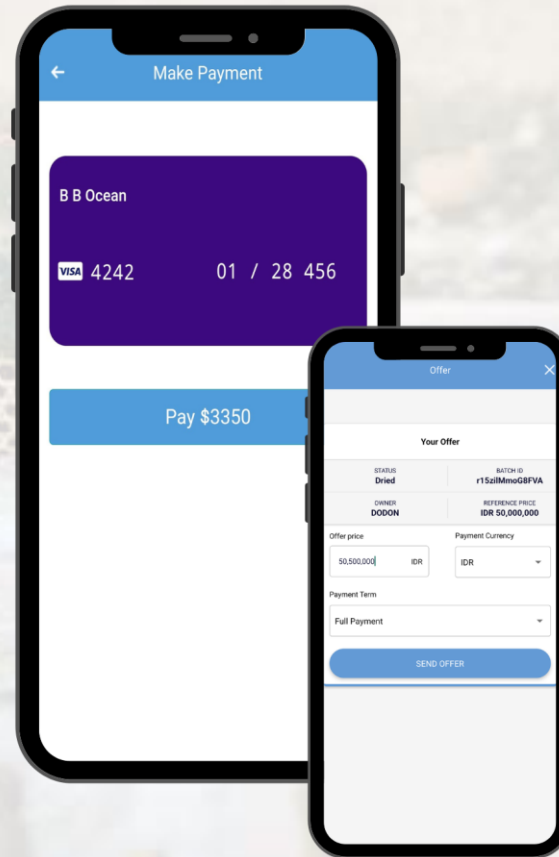 Make Payment
B B Ocean
VISA 4242 01 / 28 456
Pay $3350
Offer
Your Offer
STATUS BATCH ID
Dried r15zilMmoG8FVA
OWNER REFERENCE PRICE
DODON IDR 50,000,000
Offer price Payment Currency
50,500,000 IDR IDR
Payment Term
Full Payment
SEND OFFER